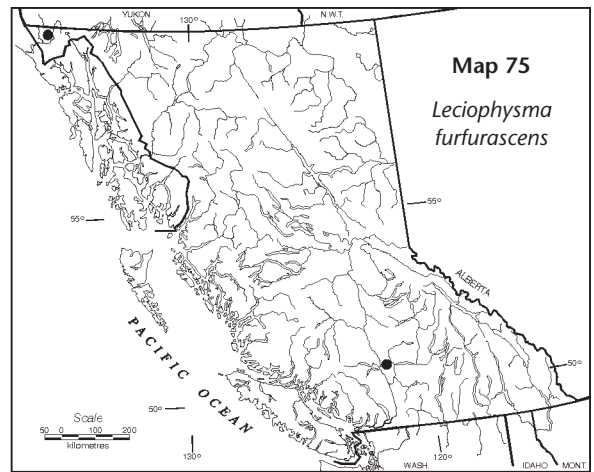 YUKON
130°
N.W.T.
Map 75
Leciophysma
furfurascens
55°
55°
ALBERTA
PACIFIC OCEAN
50°
50°
Scale
50 0 100 200
kilometres
130°
WASH.
120°
IDAHO
MONT.